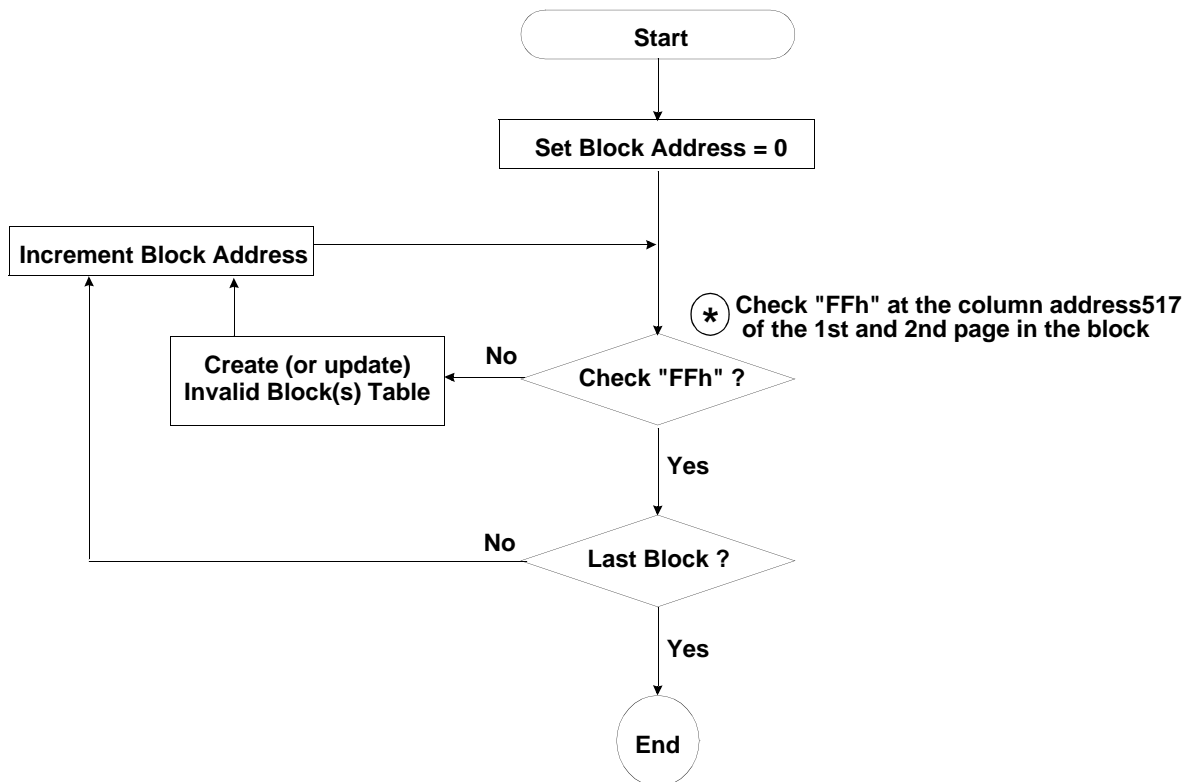 Start
Set Block Address = 0
Increment Block Address
* Check "FFh" at the column address517
of the 1st and 2nd page in the block
No
Create (or update)
Invalid Block(s) Table
Check "FFh" ?
Yes
No
Last Block ?
Yes
End